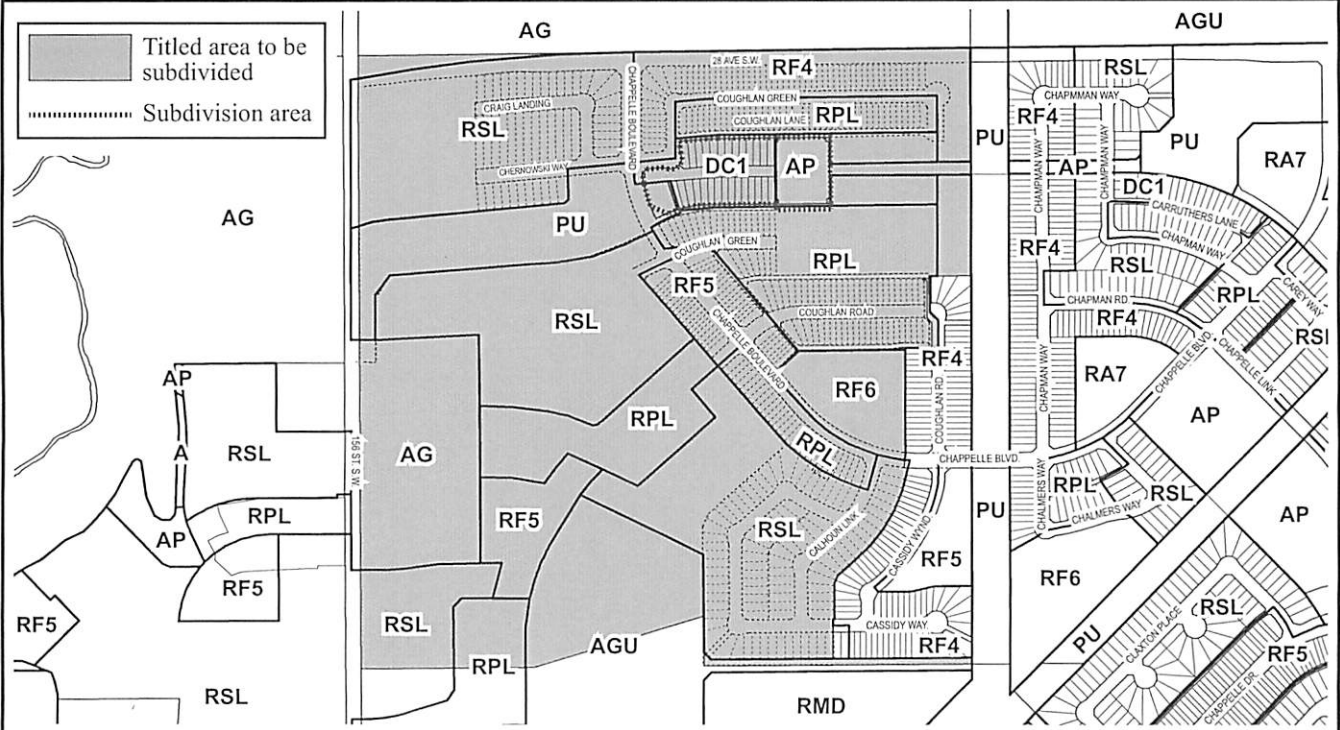 Titled area to be
subdivided
Subdivision area
AG
AGU
28 AVE S.W.
RF4
RSL
CHAPPELLE BOULEVARD
COUGHLAN GREEN
CHAPMAN WAY
CRAIG LANDING
RSL
COUGHLAN LANE
RPL
RF4
PU
PU
RA7
CHERNOWSKI WAY
DC1
AP
CHAPMAN WAY
AP
CHAPMAN WAY
DC1
AG
PU
CARRUTHERS LANE
COUGHLAN GREEN
RF4
CHAPMAN WAY
RPL
RSL
RF5
CAREY WAY
RPL
CHAPMAN RD.
COUGHLAN ROAD
RSL
CHAPPELLE BOULEVARD
RF4
RSL
RF4
CHAPPELLE BLVD.
CHAPPELLE LINK
AP
RF6
RA7
CHAPMAN WAY
COUGHLAN RD
RPL
AP
A
RSL
156 ST. S.W.
AG
RPL
CHAPPELLE BLVD.
CHALMERS WAY
RPL
RSL
PU
RPL
AP
RF5
RSL
CALHOUN LINK
CHALMERS WAY
AP
CASSIDY WYND
RF5
RF6
RF5
RF5
RSL
RPL
AGU
CASSIDY WAY
RF4
PU
CLAXTON PLACE
RSL
RF5
RSL
RMD
CHAPPELLE DR.